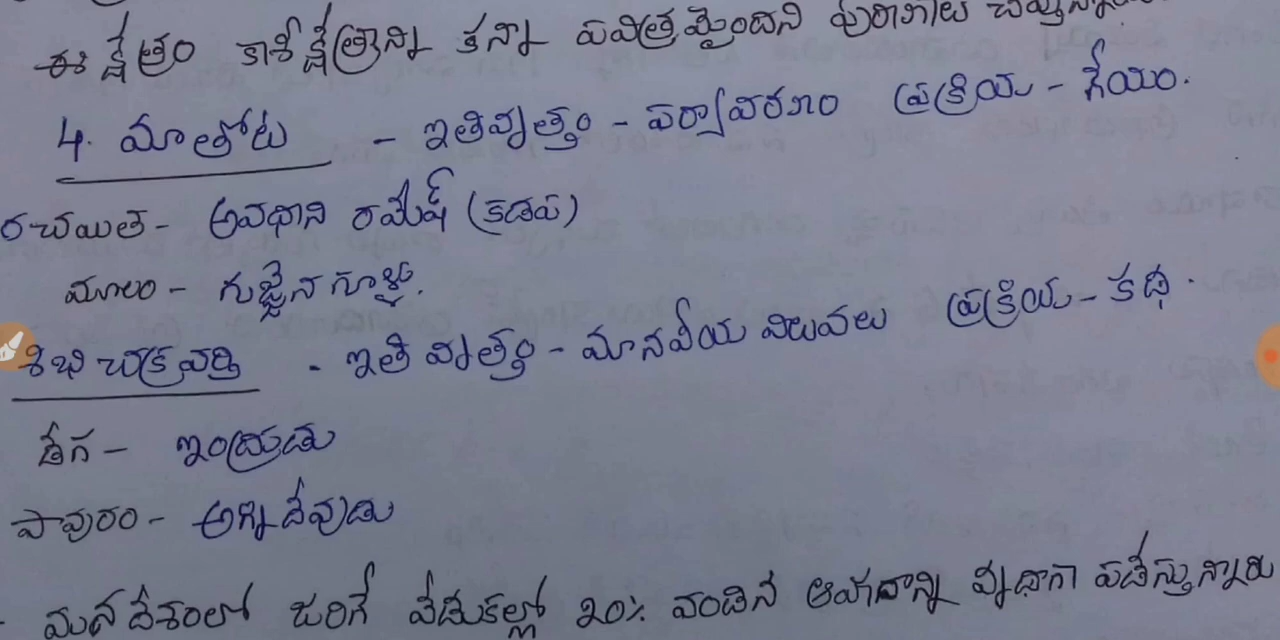 ఈ క్షేత్రం కాశీక్షేత్రాన్ని తన్నా పవిత్రమైందని పురాణాలు
4. మాతోట - ఇతివృత్తం - పర్యావరణం ప్రక్రియ - గేయం.
రచయిత - అవధాని రమేష్ (కడప)
మూలం - గుజ్జెనగూళ్ళు.
శిభి చక్రవర్తి - ఇతి వృత్తం - మానవీయ విలువలు ప్రక్రియ - కథ.
డేగ - ఇంద్రుడు
పావురం - అగ్నిదేవుడు
- మన దేశంలో జరిగే వేడుకల్లో 20% వండిన ఆహారాన్ని వృధాగా పడేస్తున్నారు